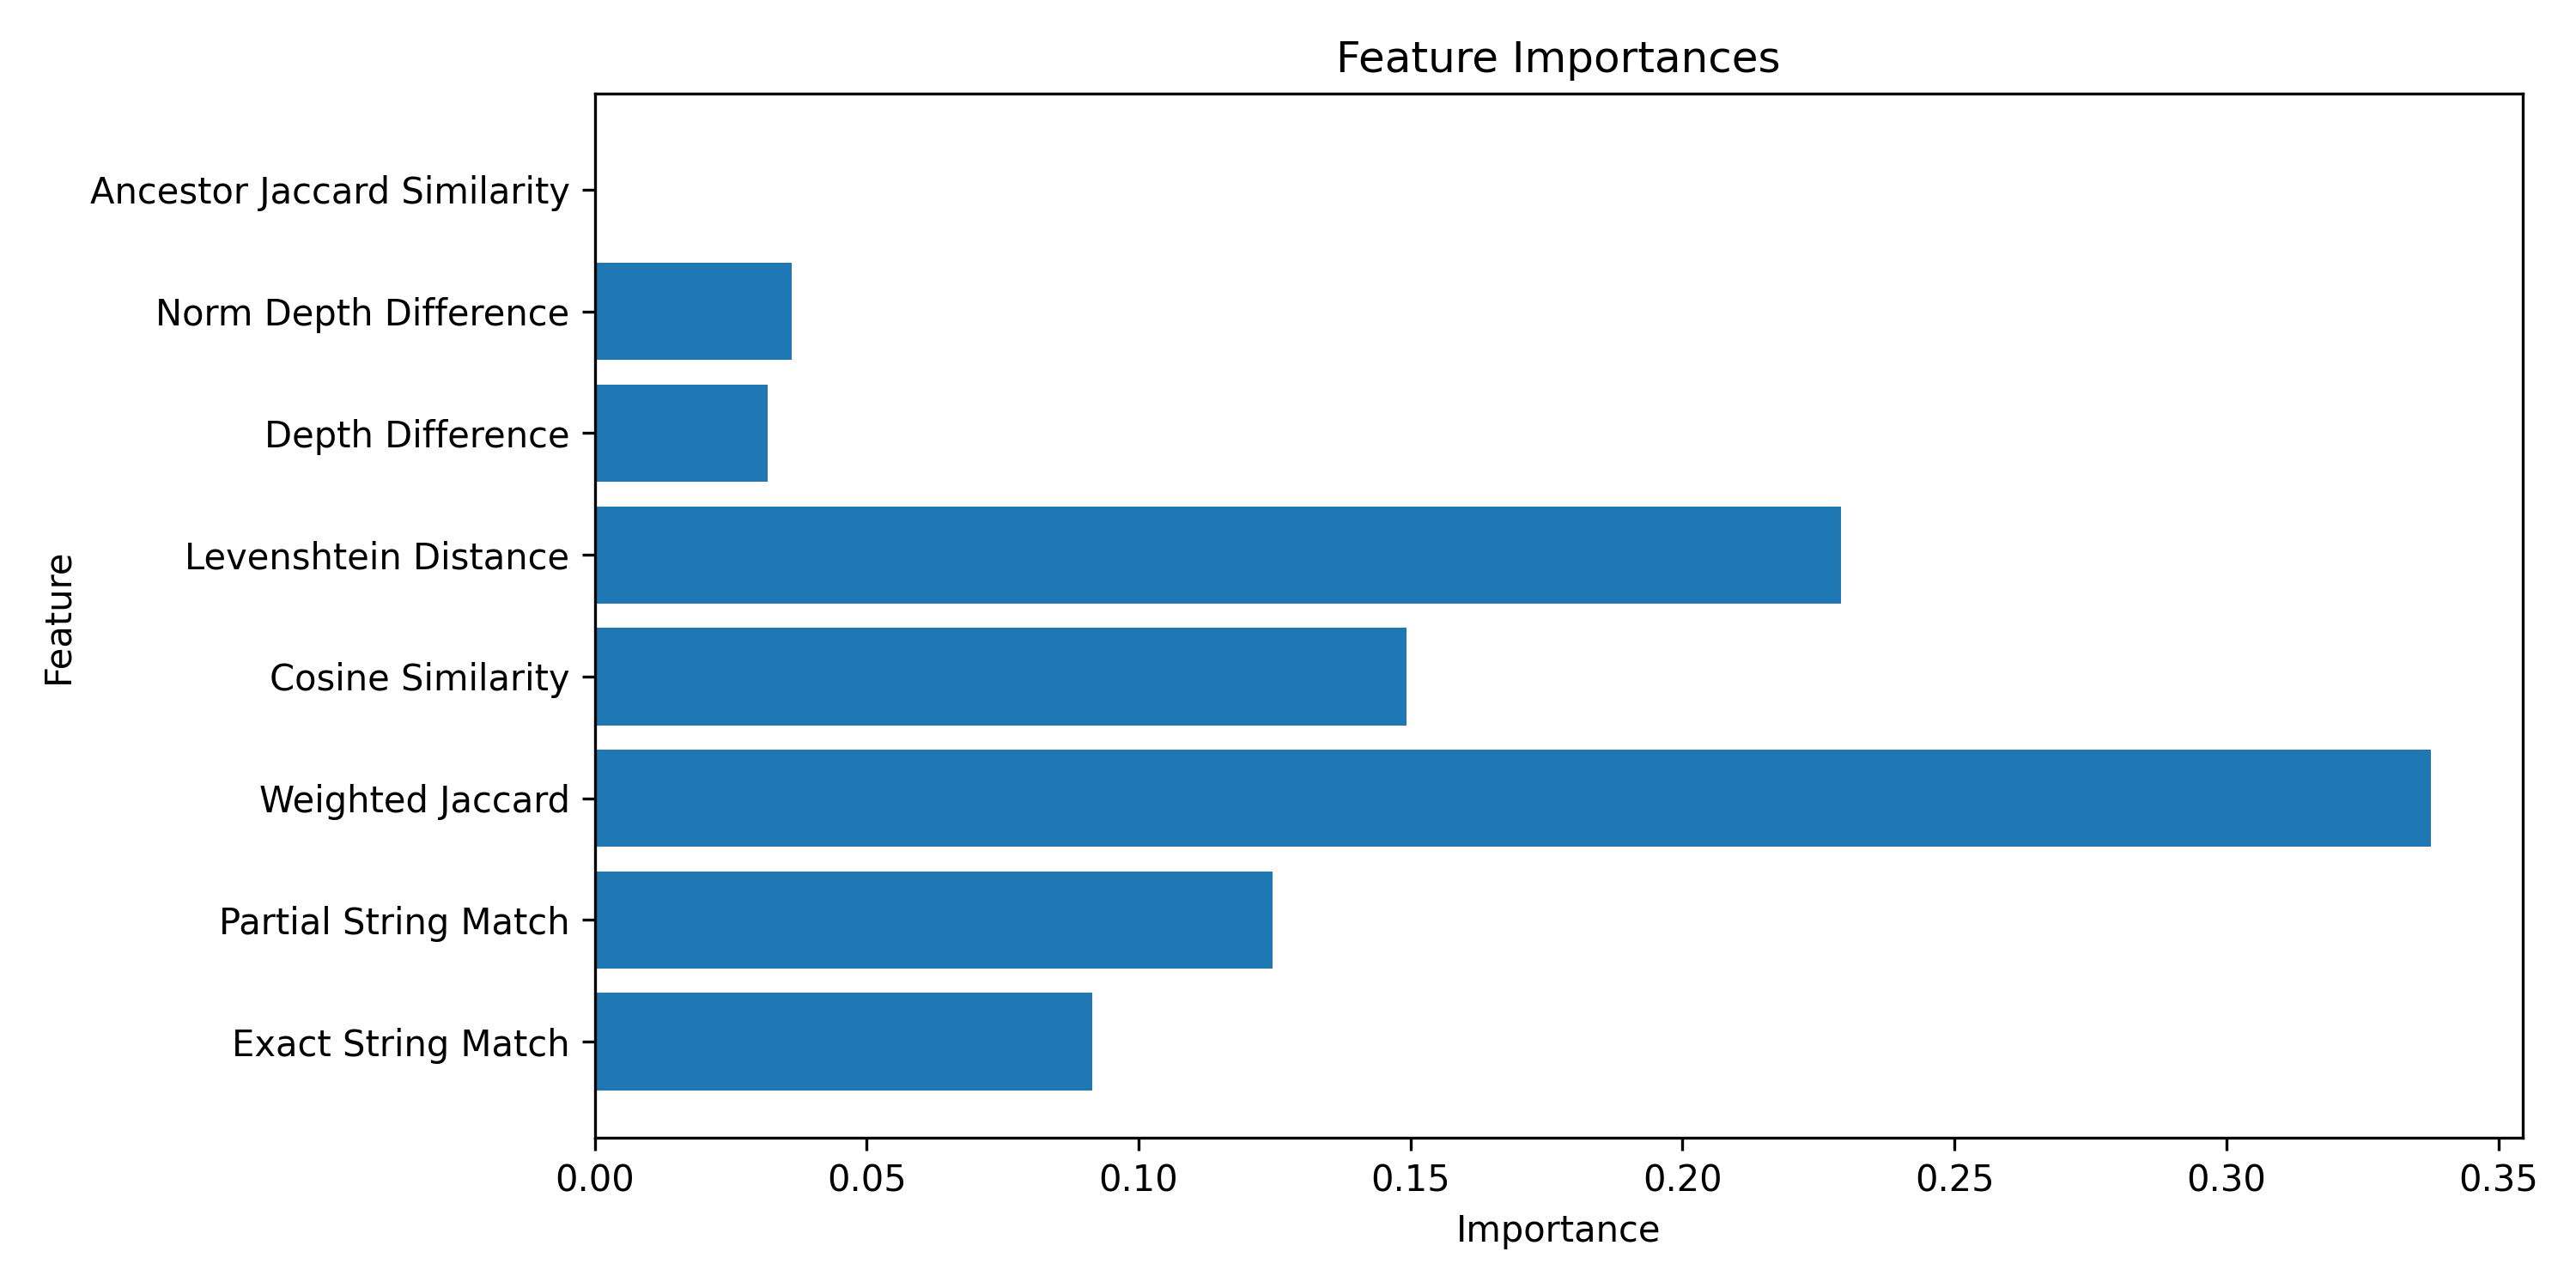 Feature Importances
Ancestor Jaccard Similarity
Norm Depth Difference
Depth Difference
Levenshtein Distance
Cosine Similarity
Weighted Jaccard
Partial String Match
Exact String Match
Feature
0.00 0.05 0.10 0.15 0.20 0.25 0.30 0.35
Importance